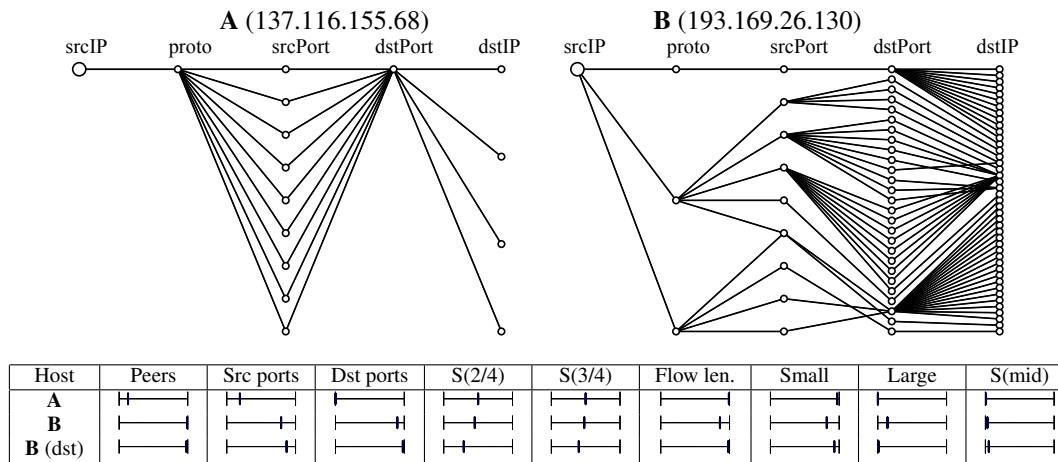 A (137.116.155.68) B (193.169.26.130)
srcIP proto srcPort dstPort dstIP srcIP proto srcPort dstPort dstIP
Host Peers Src ports Dst ports S(2/4) S(3/4) Flow len. Small Large S(mid)
A
B
B (dst)